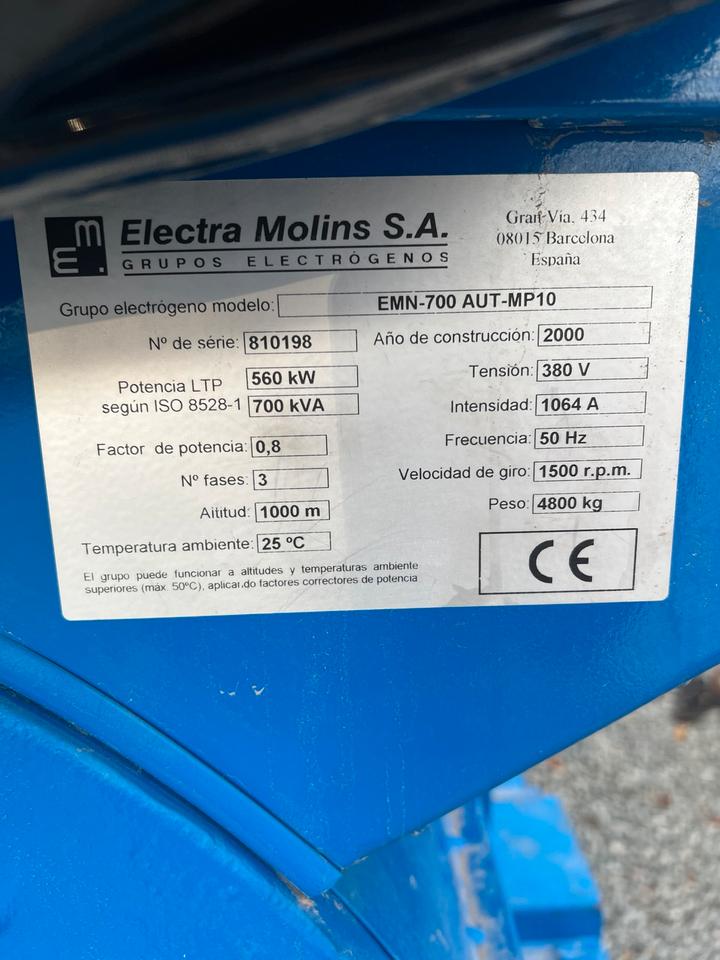 Electra Molins S.A.
GRUPOS ELECTRÓGENOS
Gran Via, 434
08015 Barcelona
España
Grupo electrógeno modelo: EMN-700 AUT-MP10
Nº de série: 810198
Año de construcción: 2000
Potencia LTP según ISO 8528-1
560 kW
700 kVA
Tensión: 380 V
Intensidad: 1064 A
Factor de potencia: 0,8
Frecuencia: 50 Hz
Nº fases: 3
Velocidad de giro: 1500 r.p.m.
Altitud: 1000 m
Peso: 4800 kg
Temperatura ambiente: 25 ºC
El grupo puede funcionar a altitudes y temperaturas ambiente
superiores (máx. 50ºC), aplicando factores correctores de potencia
CE